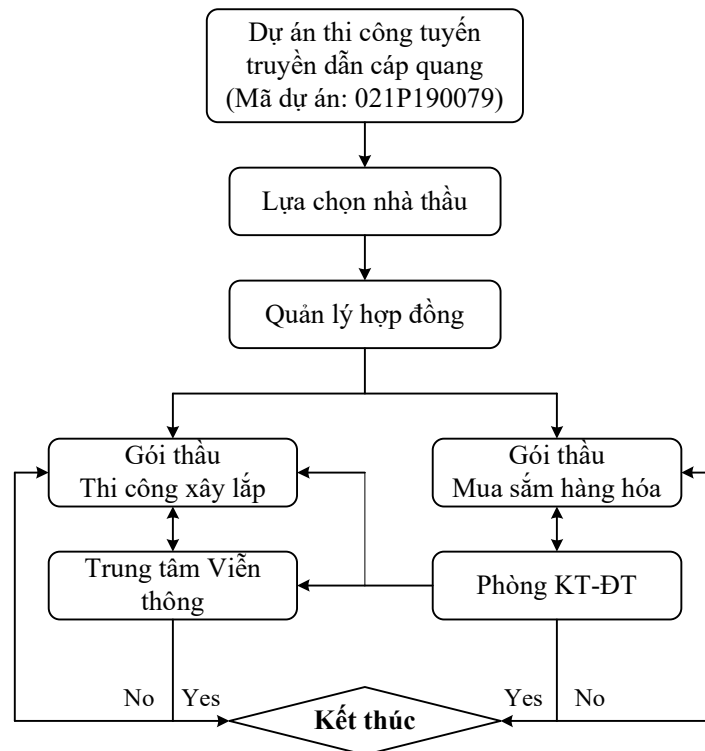 Dự án thi công tuyến
truyền dẫn cáp quang
(Mã dự án: 021P190079)
Lựa chọn nhà thầu
Quản lý hợp đồng
Gói thầu
Thi công xây lắp
Gói thầu
Mua sắm hàng hóa
Trung tâm Viễn
thông
Phòng KT-ĐT
No
Yes
Kết thúc
Yes
No